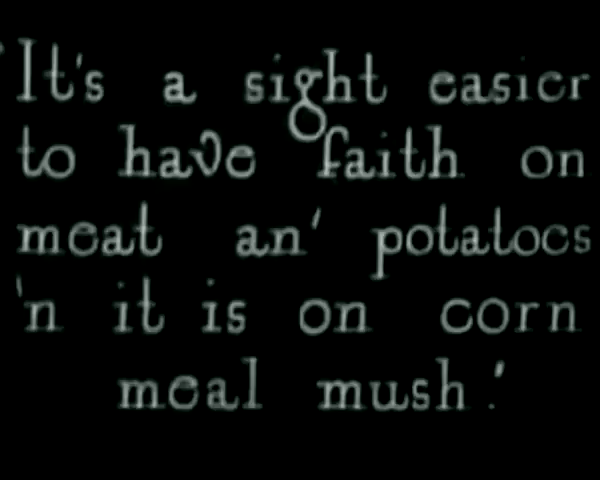 'It's a sight easier
to have faith on
meat an' potatoes
'n it is on corn
meal mush.'